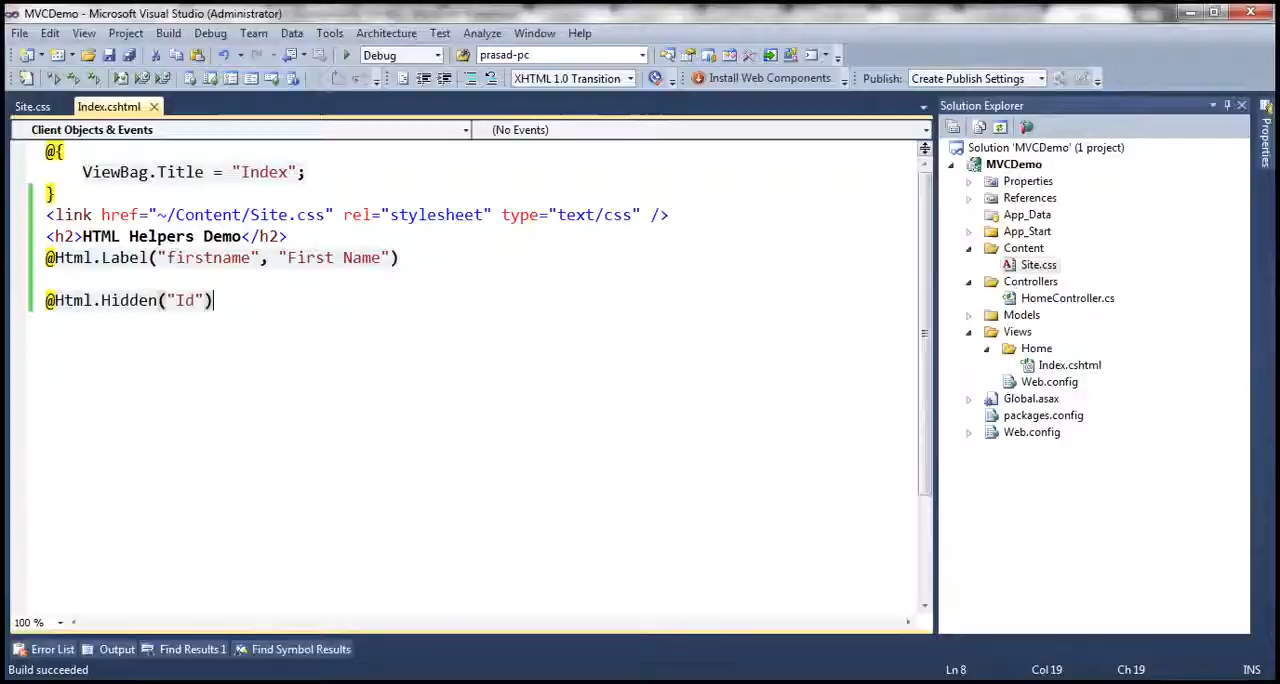 MVCDemo - Microsoft Visual Studio (Administrator)
File Edit View Project Build Debug Team Data Tools Architecture Test Analyze Window Help
Debug prasad-pc
XHTML 1.0 Transition Install Web Components Publish: Create Publish Settings
Site.css Index.cshtml
Client Objects & Events (No Events)
@{
ViewBag.Title = "Index";
}
<link href="~/Content/Site.css" rel="stylesheet" type="text/css" />
<h2>HTML Helpers Demo</h2>
@Html.Label("firstname", "First Name")
@Html.Hidden("Id")
100 %
Solution Explorer
Solution 'MVCDemo' (1 project)
MVCDemo
Properties
References
App_Data
App_Start
Content
Site.css
Controllers
HomeController.cs
Models
Views
Home
Index.cshtml
Web.config
Global.asax
packages.config
Web.config
Properties
Error List Output Find Results 1 Find Symbol Results
Build succeeded Ln 8 Col 19 Ch 19 INS